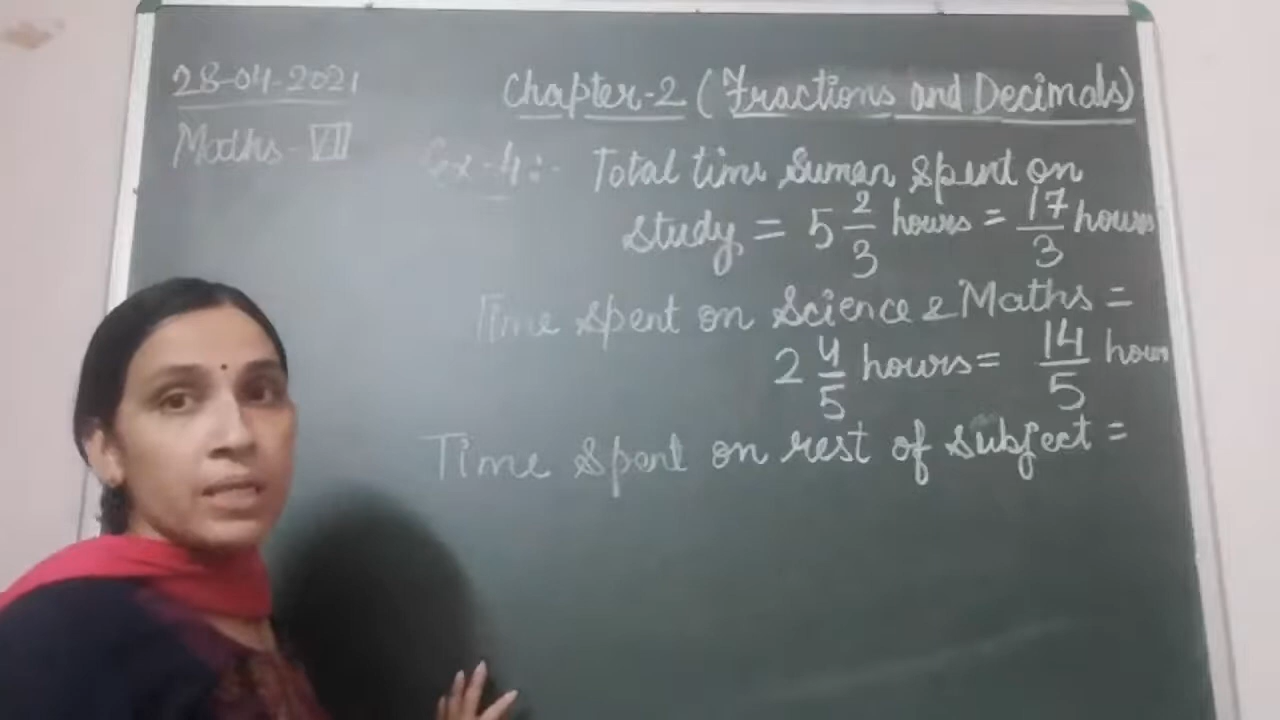 28-04-2021
Chapter-2 (Fractions and Decimals)
Maths - VII
Ex-4:- Total time Suman spent on
study = 5 2/3 hours = 17/3 hours
Time spent on Science & Maths =
2 4/5 hours = 14/5 hour
Time spent on rest of subject =